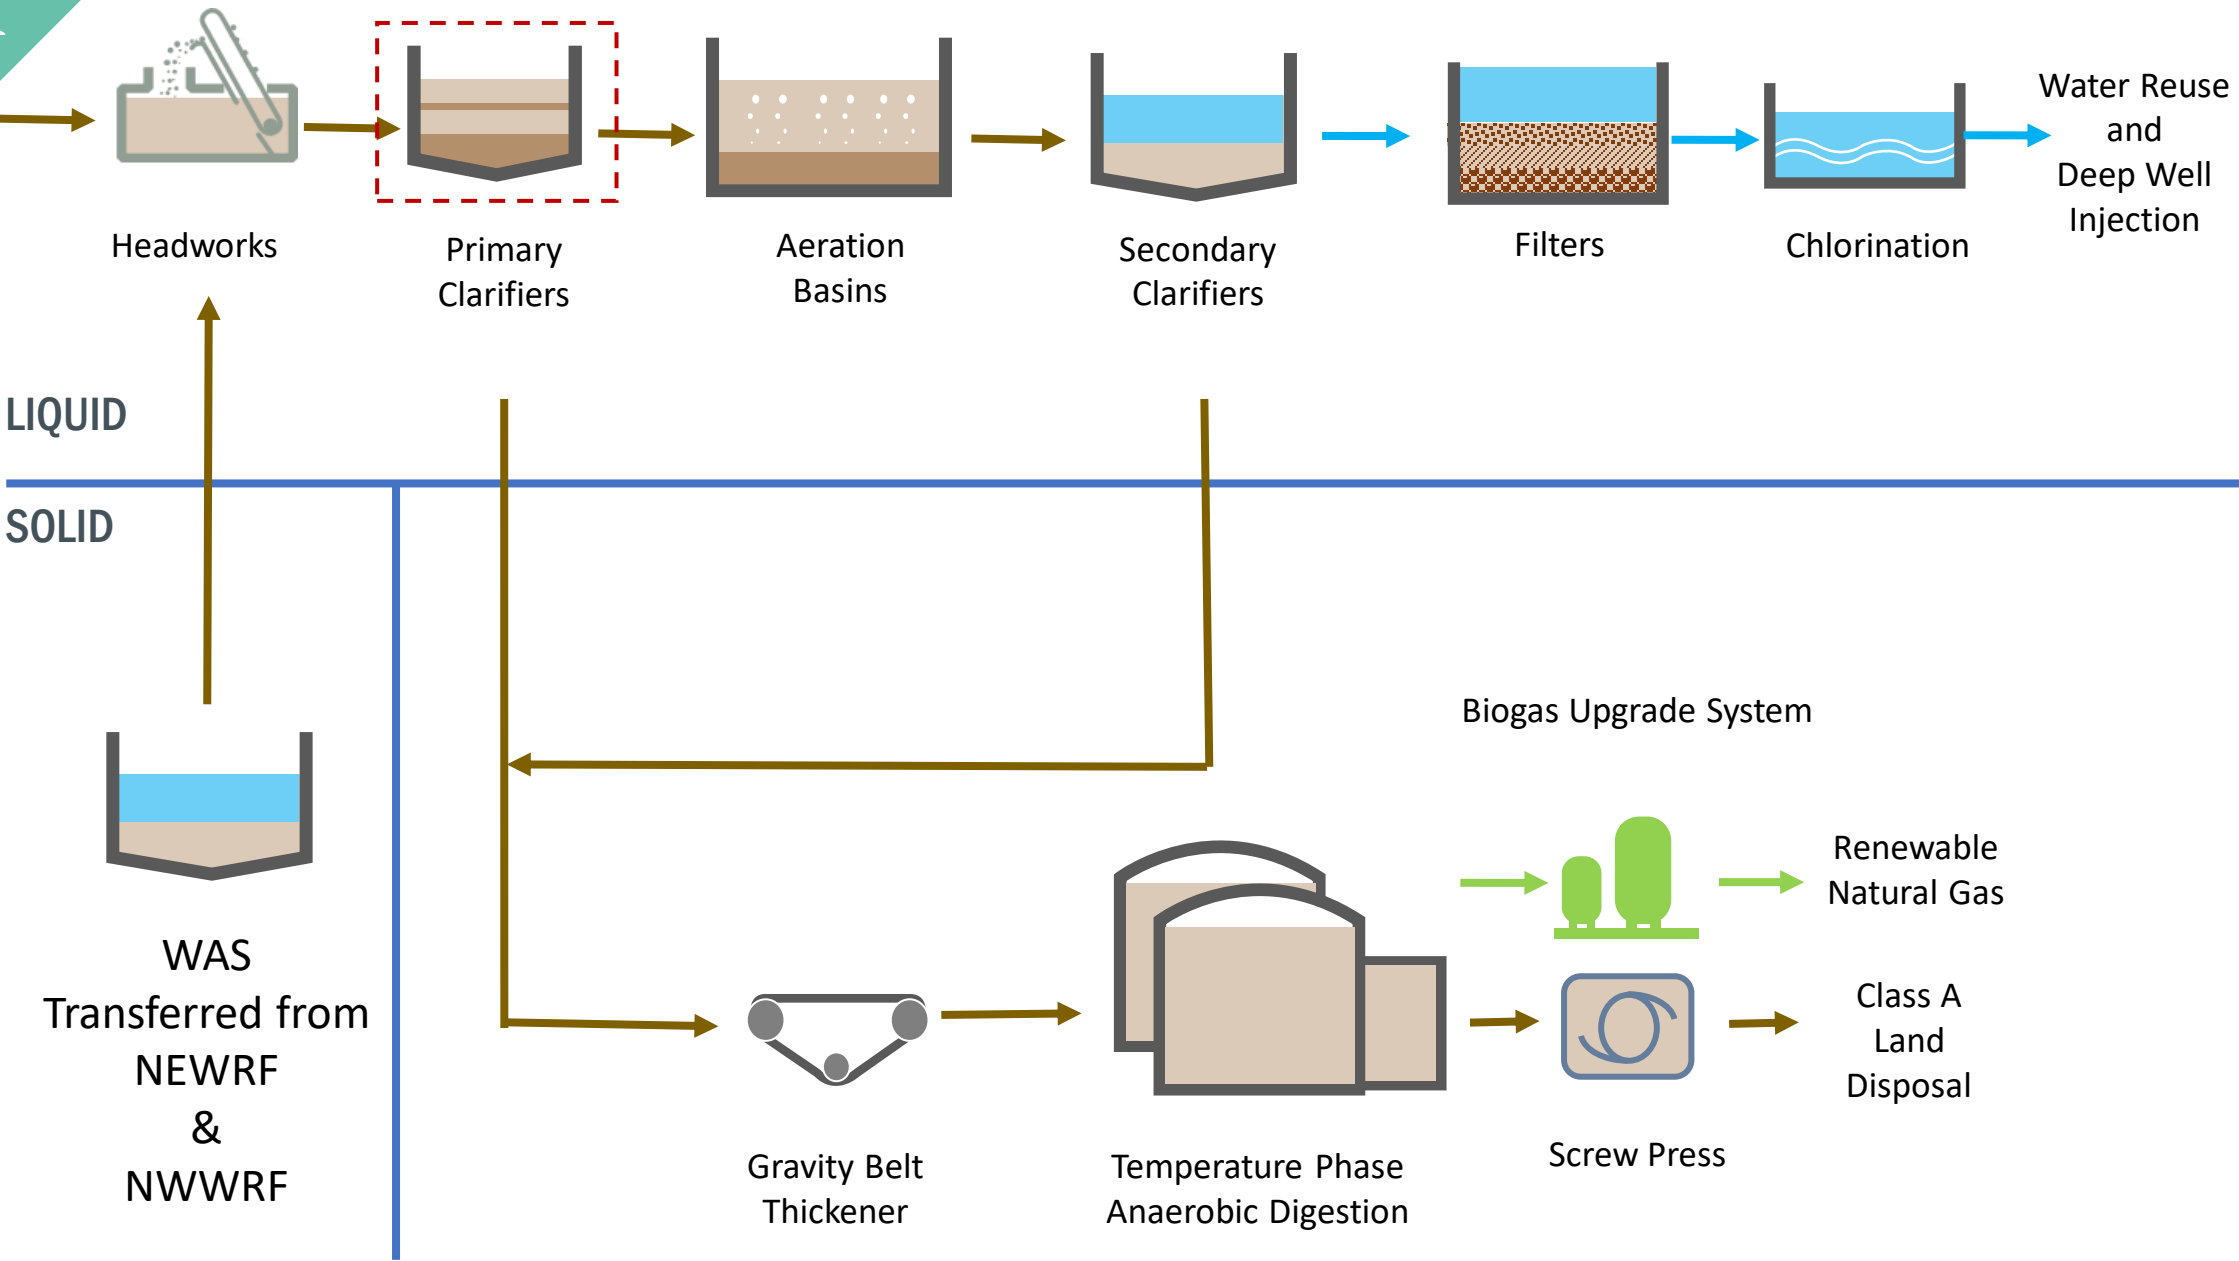 Headworks
Primary
Clarifiers
Aeration
Basins
Secondary
Clarifiers
Filters
Chlorination
Water Reuse
and
Deep Well
Injection
LIQUID
SOLID
WAS
Transferred from
NEWRF
&
NWWRF
Gravity Belt
Thickener
Temperature Phase
Anaerobic Digestion
Biogas Upgrade System
Renewable
Natural Gas
Screw Press
Class A
Land
Disposal